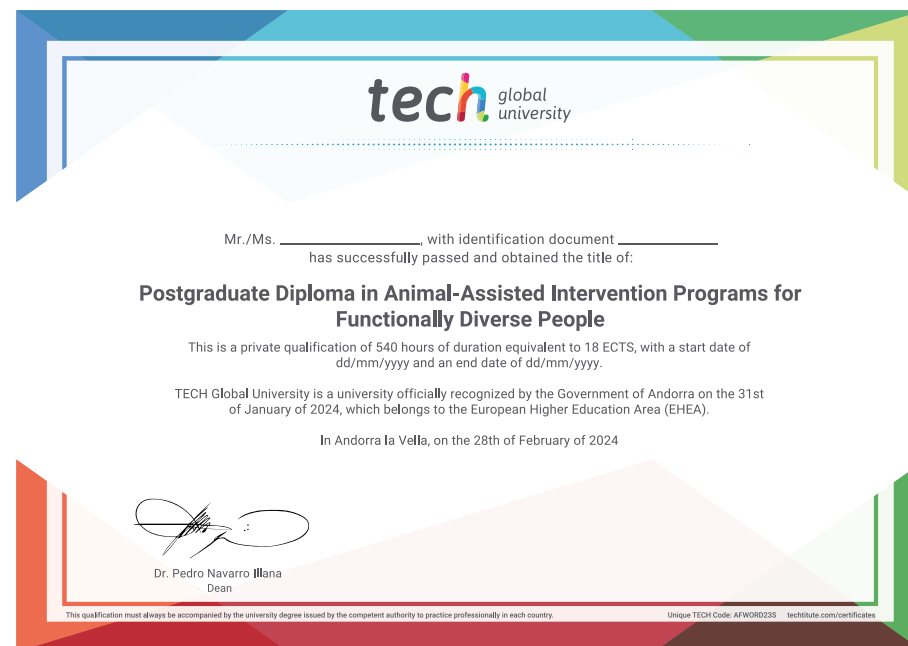 tech global university
Mr./Ms. ____________________, with identification document ______________
has successfully passed and obtained the title of:
Postgraduate Diploma in Animal-Assisted Intervention Programs for
Functionally Diverse People
This is a private qualification of 540 hours of duration equivalent to 18 ECTS, with a start date of
dd/mm/yyyy and an end date of dd/mm/yyyy.
TECH Global University is a university officially recognized by the Government of Andorra on the 31st
of January of 2024, which belongs to the European Higher Education Area (EHEA).
In Andorra la Vella, on the 28th of February of 2024
Dr. Pedro Navarro Illana
Dean
This qualification must always be accompanied by the university degree issued by the competent authority to practice professionally in each country.
Unique TECH Code: AFWORD23S techtitute.com/certificates